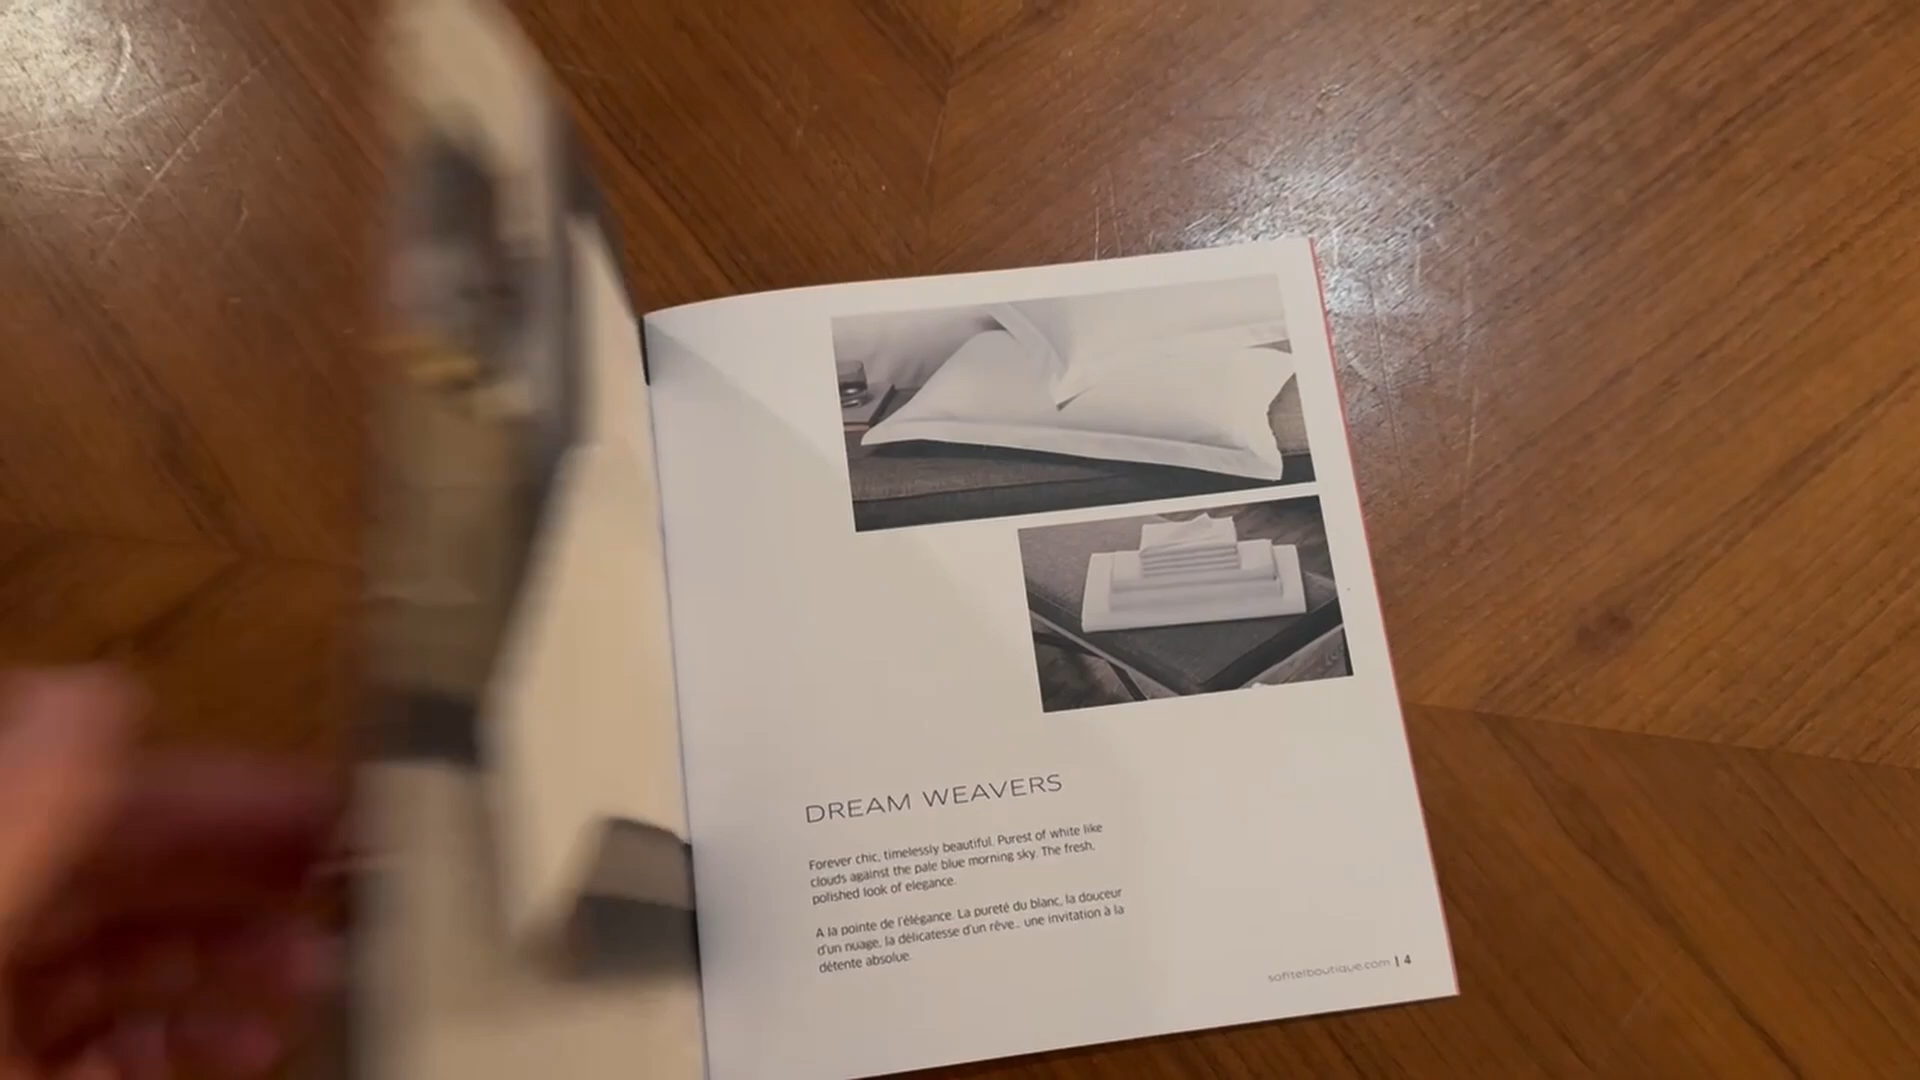 DREAM WEAVERS
Forever chic, timelessly beautiful. Purest of white like
clouds against the pale blue morning sky. The fresh,
polished look of elegance.
A la pointe de l'élégance. La pureté du blanc, la douceur
d'un nuage, la délicatesse d'un rêve... une invitation à la
détente absolue.
sofitelboutique.com | 4